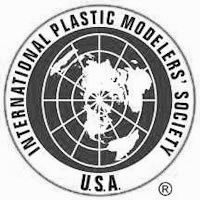 INTERNATIONAL PLASTIC MODELERS' SOCIETY
U.S.A.
®